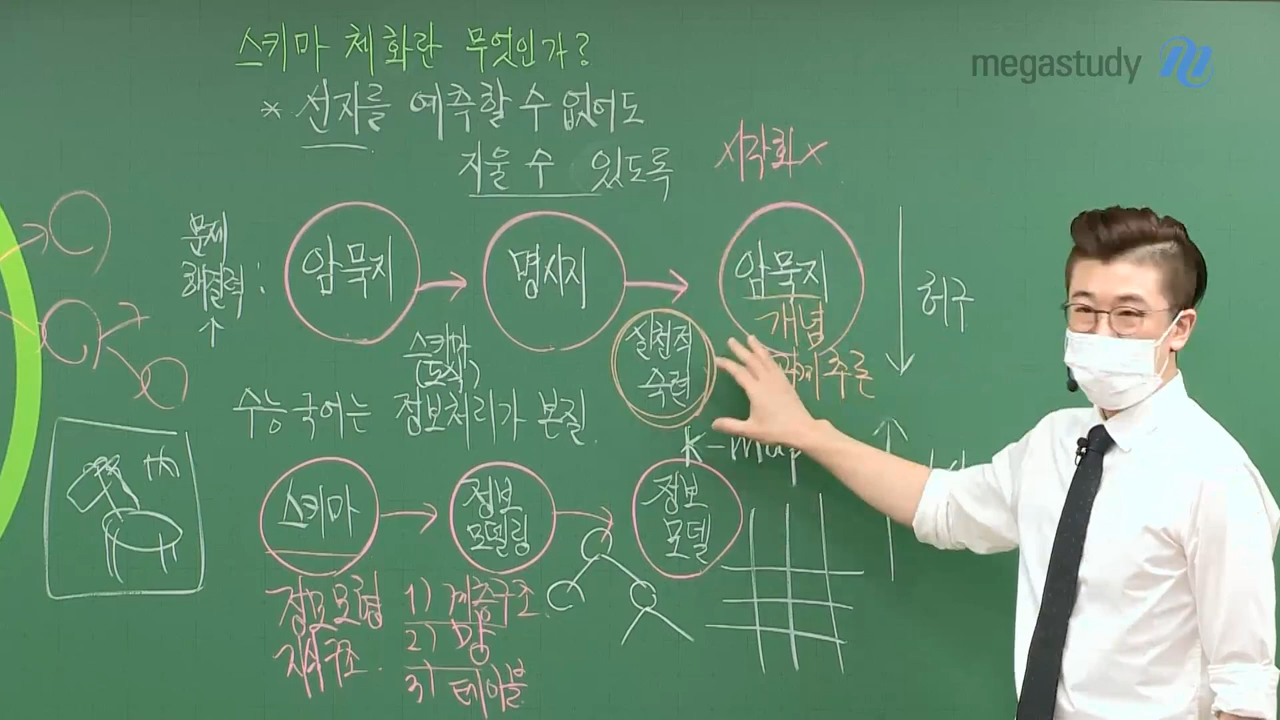 스키마 체화란 무엇인가?
megastudy
* 선지를 예측할 수 없어도
지울 수 있도록
시각화
문제
해결력 :
암묵지
명시지
암묵지
개념
추론
허구
스키마
(도식)
실천적
수련
수능국어는 정보처리가 본질.
K-map
스키마
정보
모델링
정보
모델
지식구조.
1) 계층구조.
2) 망
3) 테이블